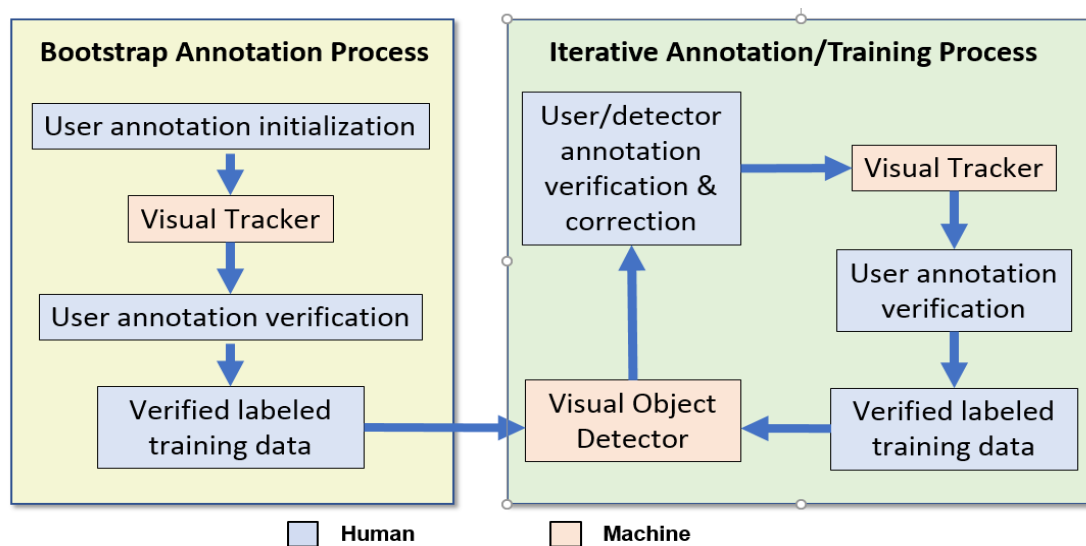 Bootstrap Annotation Process
User annotation initialization
Visual Tracker
User annotation verification
Verified labeled
training data
Iterative Annotation/Training Process
User/detector
annotation
verification &
correction
Visual Tracker
User annotation
verification
Verified labeled
training data
Visual Object
Detector
Human
Machine